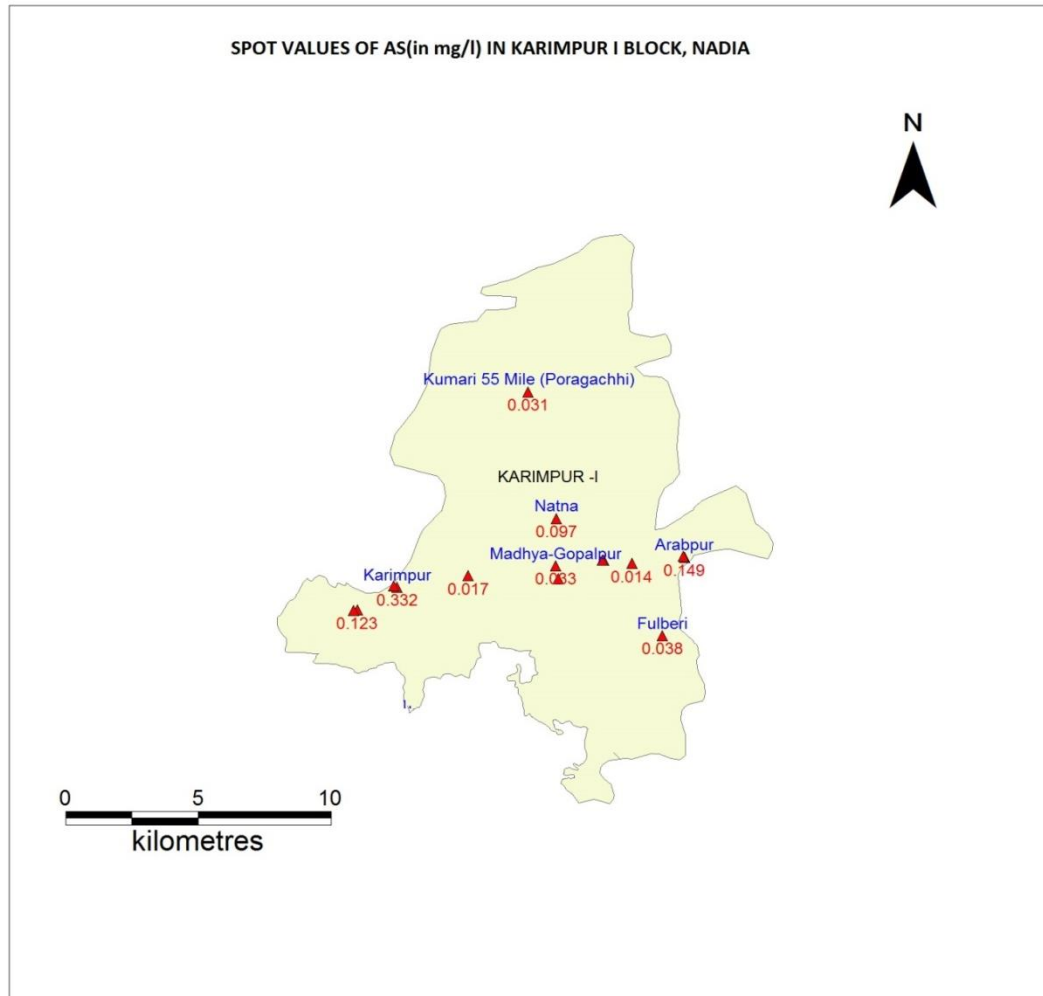 SPOT VALUES OF AS(in mg/l) IN KARIMPUR I BLOCK, NADIA
N
Kumari 55 Mile (Poragachhi)
0.031
KARIMPUR -I
Natna
0.097
Madhya-Gopalpur
0.033
0.014
Arabpur
0.149
Karimpur
0.332
0.017
0.123
Fulberi
0.038
0 5 10
kilometres